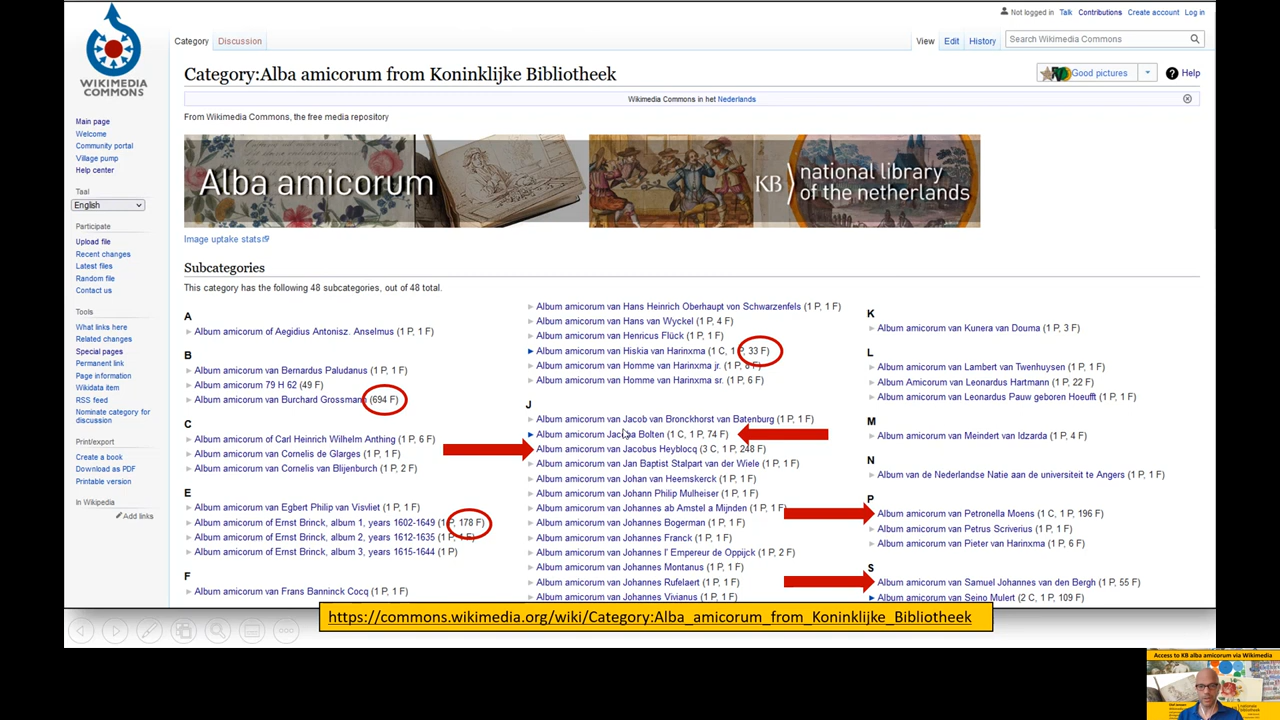 Not logged in Talk Contributions Create account Log in
WIKIMEDIA
COMMONS
Category Discussion
View Edit History Search Wikimedia Commons
Category:Alba amicorum from Koninklijke Bibliotheek
Good pictures
Help
Wikimedia Commons in het Nederlands
From Wikimedia Commons, the free media repository
Alba amicorum
KB national library
of the netherlands
Image uptake stats
Main page
Welcome
Community portal
Village pump
Help center
Taal
English
Participate
Upload file
Recent changes
Latest files
Random file
Contact us
Tools
What links here
Related changes
Special pages
Permanent link
Page information
Wikidata item
RSS feed
Nominate category for
discussion
Print/export
Create a book
Download as PDF
Printable version
In Wikipedia
Add links
Subcategories
This category has the following 48 subcategories, out of 48 total.
A
Album amicorum of Aegidius Antonisz. Anselmus (1 P, 1 F)
B
Album amicorum van Bernardus Paludanus (1 P, 1 F)
Album amicorum 79 H 62 (49 F)
Album amicorum van Burchard Grossmann (694 F)
C
Album amicorum of Carl Heinrich Wilhelm Anthing (1 P, 6 F)
Album amicorum van Cornelis de Glarges (1 P, 1 F)
Album amicorum van Cornelis van Blijenburch (1 P, 2 F)
E
Album amicorum van Egbert Philip van Visvliet (1 P, 1 F)
Album amicorum of Ernst Brinck, album 1, years 1602-1649 (1 P, 178 F)
Album amicorum of Ernst Brinck, album 2, years 1612-1635 (1 P, 1 F)
Album amicorum of Ernst Brinck, album 3, years 1615-1644 (1 P)
F
Album amicorum van Frans Banninck Cocq (1 P, 1 F)
Album amicorum van Hans Heinrich Oberhaupt von Schwarzenfels (1 P, 1 F)
Album amicorum van Hans van Wyckel (1 P, 4 F)
Album amicorum van Henricus Flück (1 P, 1 F)
Album amicorum van Hiskia van Harinxma (1 C, 1 P, 33 F)
Album amicorum van Homme van Harinxma jr. (1 P, F)
Album amicorum van Homme van Harinxma sr. (1 P, 6 F)
J
Album amicorum van Jacob van Bronckhorst van Batenburg (1 P, 1 F)
Album amicorum Jacoba Bolten (1 C, 1 P, 74 F)
Album amicorum van Jacobus Heyblocq (3 C, 1 P, 248 F)
Album amicorum van Jan Baptist Stalpart van der Wiele (1 P, 1 F)
Album amicorum van Johan van Heemskerck (1 P, 1 F)
Album amicorum van Johann Philip Mulheiser (1 P, 1 F)
Album amicorum van Johannes ab Amstel a Mijnden (1 P, 1 F)
Album amicorum van Johannes Bogerman (1 P, 1 F)
Album amicorum van Johannes Franck (1 P, 1 F)
Album amicorum van Johannes l' Empereur de Oppijck (1 P, 2 F)
Album amicorum van Johannes Montanus (1 P, 1 F)
Album amicorum van Johannes Rufelaert (1 P, 1 F)
Album amicorum van Johannes Vivianus (1 P, 1 F)
K
Album amicorum van Kunera van Douma (1 P, 3 F)
L
Album amicorum van Lambert van Twenhuysen (1 P, 1 F)
Album Amicorum van Leonardus Hartmann (1 P, 22 F)
Album amicorum van Leonardus Pauw geboren Hoeufft (1 P, 1 F)
M
Album amicorum van Meindert van Idzarda (1 P, 4 F)
N
Album van de Nederlandse Natie aan de universiteit te Angers (1 P, 1 F)
P
Album amicorum van Petronella Moens (1 C, 1 P, 196 F)
Album amicorum van Petrus Scriverius (1 P, 1 F)
Album amicorum van Pieter van Harinxma (1 P, 6 F)
S
Album amicorum van Samuel Johannes van den Bergh (1 P, 55 F)
Album amicorum van Seino Mulert (2 C, 1 P, 109 F)
https://commons.wikimedia.org/wiki/Category:Alba_amicorum_from_Koninklijke_Bibliotheek
Access to KB alba amicorum via Wikimedia